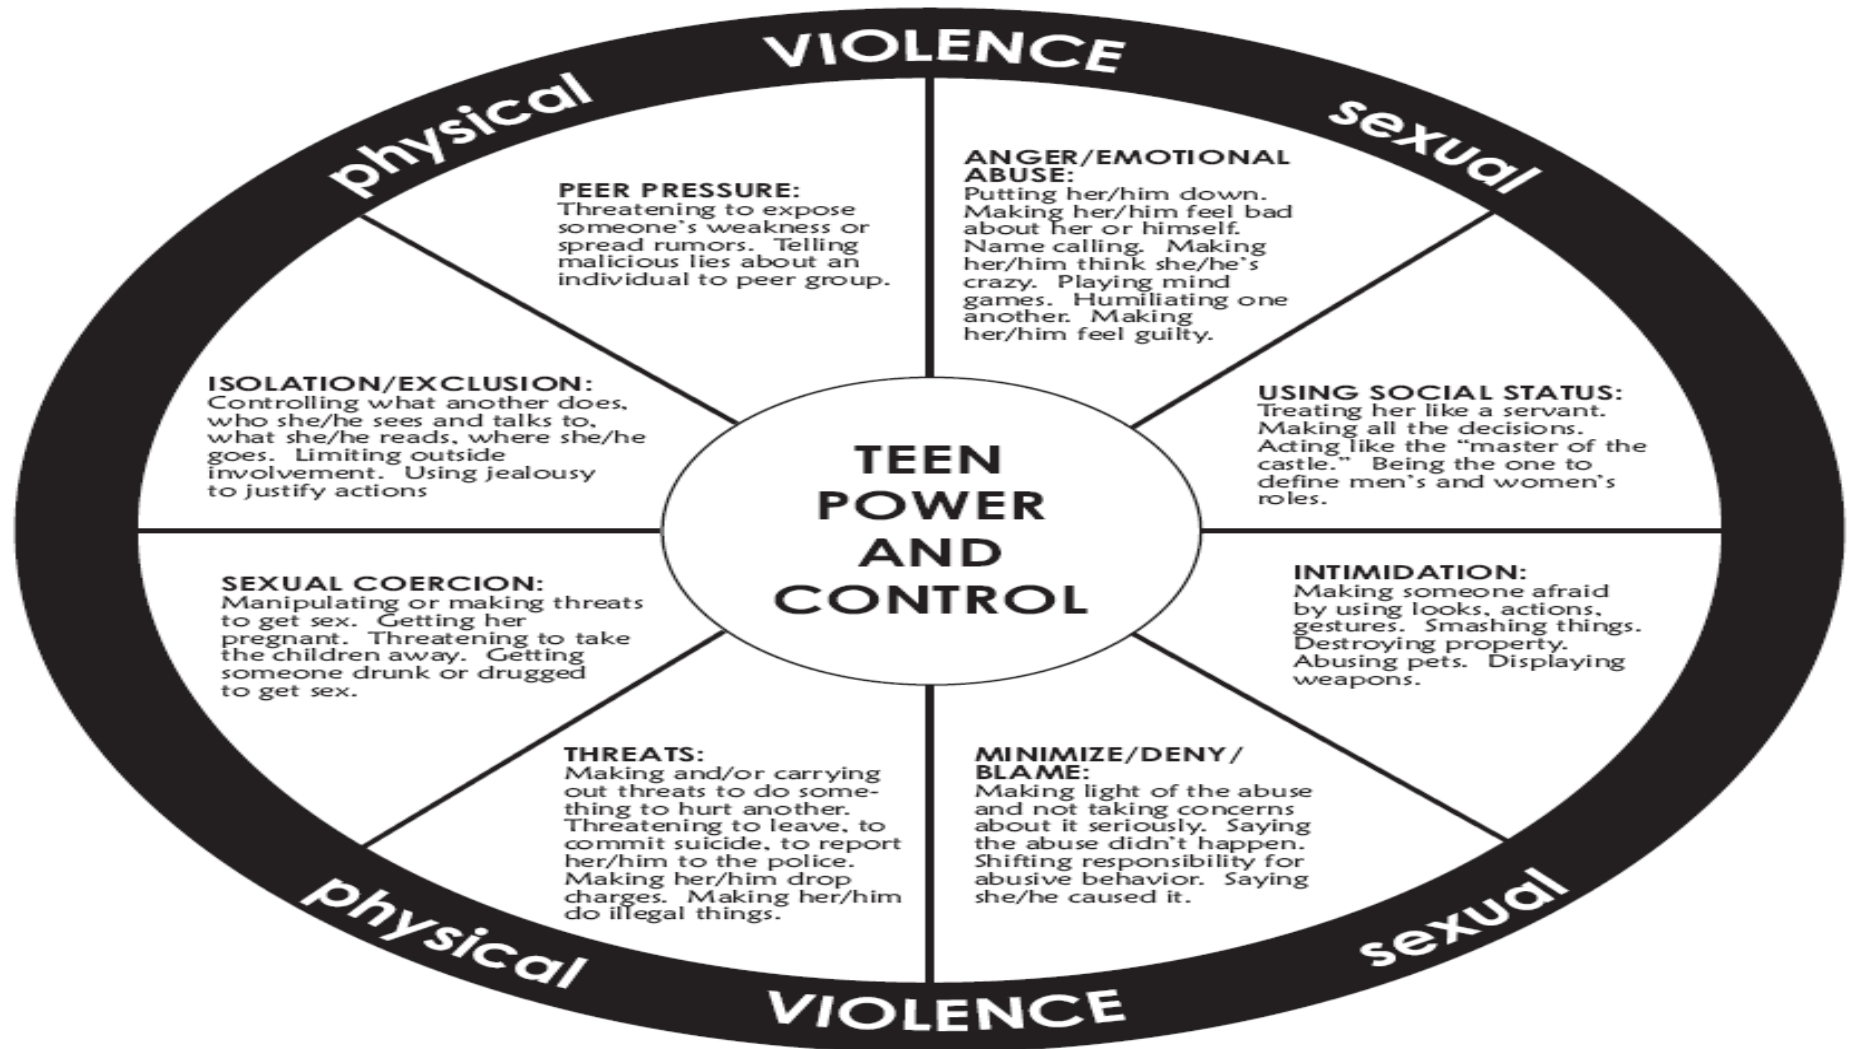 VIOLENCE
physical
sexual
PEER PRESSURE:
Threatening to expose
someone's weakness or
spread rumors.  Telling
malicious lies about an
individual to peer group.
ANGER/EMOTIONAL
ABUSE:
Putting her/him down.
Making her/him feel bad
about her or himself.
Name calling.  Making
her/him think she/he's
crazy.  Playing mind
games.  Humiliating one
another.  Making
her/him feel guilty.
ISOLATION/EXCLUSION:
Controlling what another does,
who she/he sees and talks to,
what she/he reads, where she/he
goes.  Limiting outside
involvement.  Using jealousy
to justify actions
USING SOCIAL STATUS:
Treating her like a servant.
Making all the decisions.
Acting like the “master of the
castle.”  Being the one to
define men's and women's
roles.
TEEN
POWER
AND
CONTROL
SEXUAL COERCION:
Manipulating or making threats
to get sex.  Getting her
pregnant.  Threatening to take
the children away.  Getting
someone drunk or drugged
to get sex.
INTIMIDATION:
Making someone afraid
by using looks, actions,
gestures.  Smashing things.
Destroying property.
Abusing pets.  Displaying
weapons.
THREATS:
Making and/or carrying
out threats to do some-
thing to hurt another.
Threatening to leave, to
commit suicide, to report
her/him to the police.
Making her/him drop
charges.  Making her/him
do illegal things.
MINIMIZE/DENY/
BLAME:
Making light of the abuse
and not taking concerns
about it seriously.  Saying
the abuse didn't happen.
Shifting responsibility for
abusive behavior.  Saying
she/he caused it.
physical
sexual
VIOLENCE